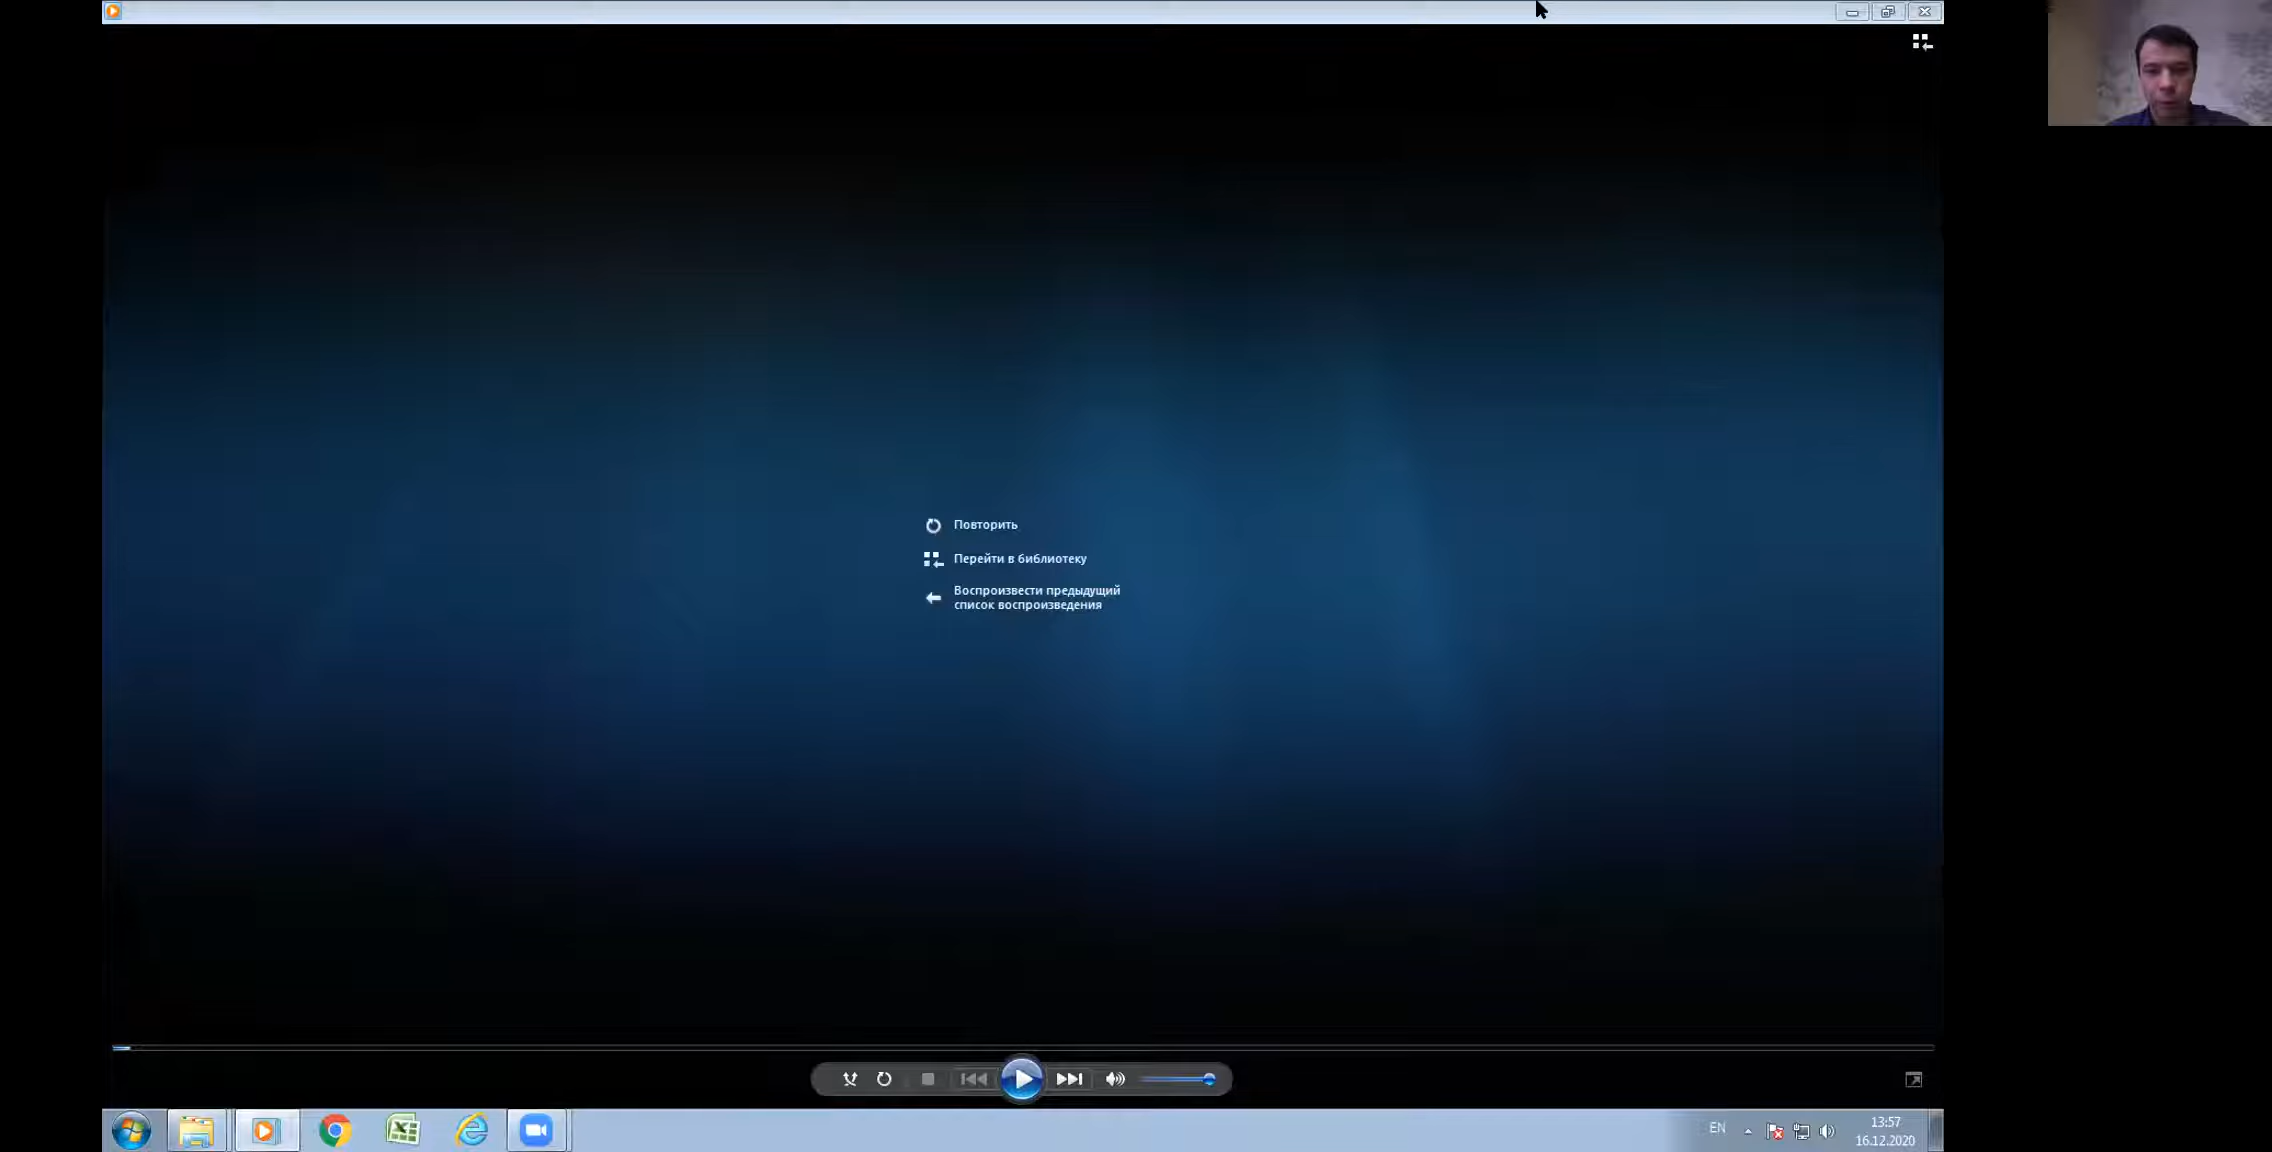 Повторить
Перейти в библиотеку
Воспроизвести предыдущий
список воспроизведения
EN
13:57
16.12.2020